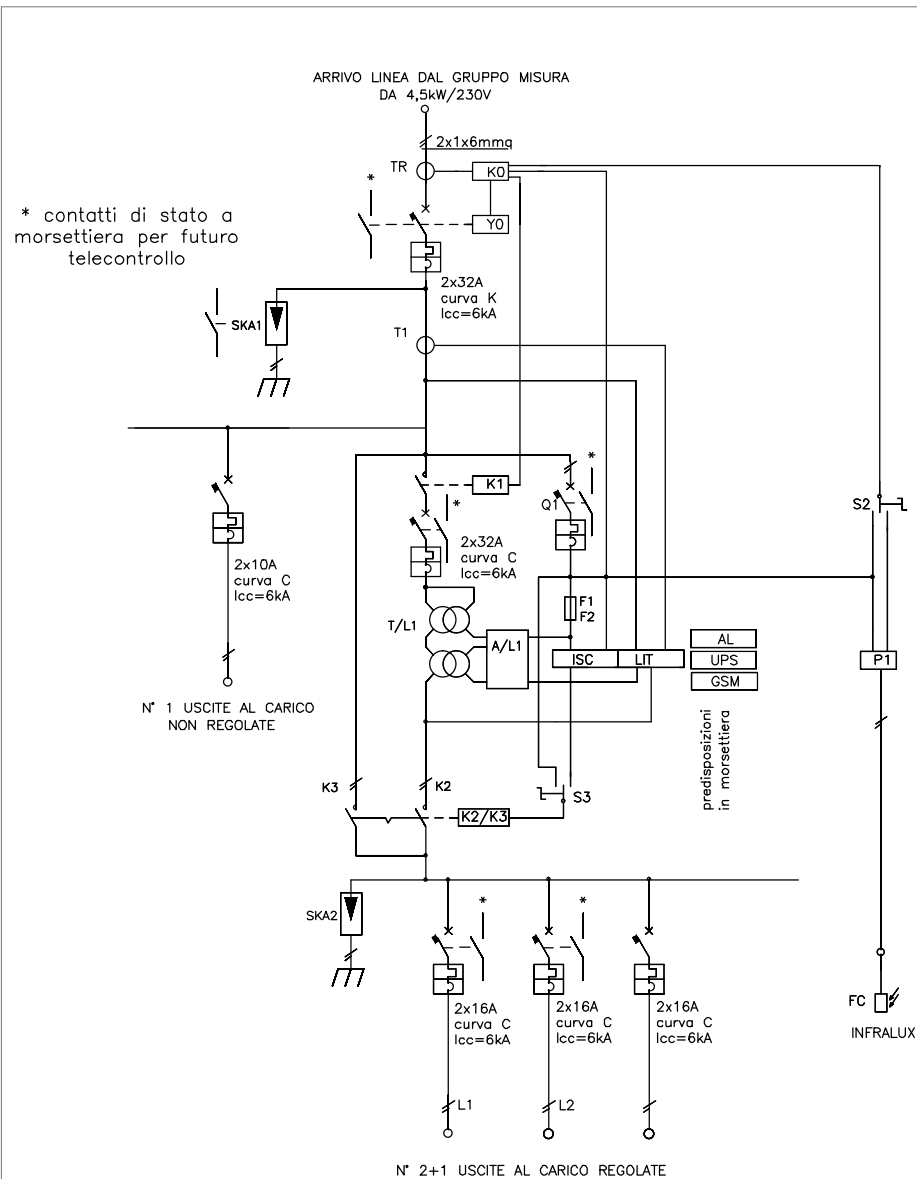 ARRIVO LINEA DAL GRUPPO MISURA
DA 4,5kW/230V
2x1x6mmq
TR
K0
*
Y0
* contatti di stato a
morsettiera per futuro
telecontrollo
2x32A
curva K
Icc=6kA
SKA1
T1
K1
*
*
Q1
S2
2x32A
curva C
Icc=6kA
2x10A
curva C
Icc=6kA
F1
F2
T/L1
A/L1
ISC
LIT
AL
UPS
GSM
P1
N° 1 USCITE AL CARICO
NON REGOLATE
predisposizioni
in morsettiera
K3
K2
S3
K2/K3
SKA2
*
*
2x16A
curva C
Icc=6kA
2x16A
curva C
Icc=6kA
2x16A
curva C
Icc=6kA
FC
INFRALUX
L1
L2
N° 2+1 USCITE AL CARICO REGOLATE